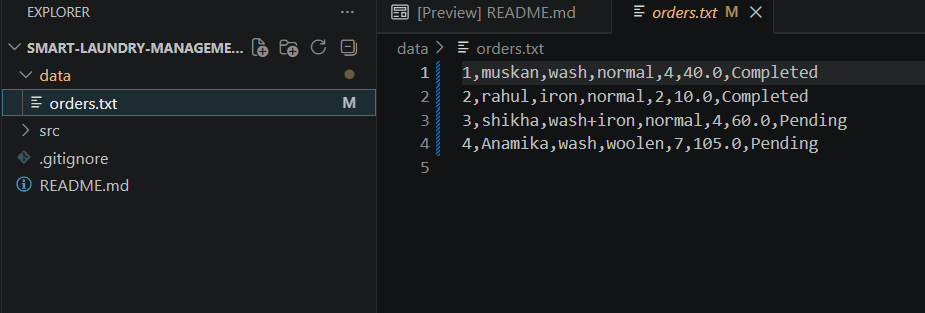 EXPLORER
SMART-LAUNDRY-MANAGEME...
data
orders.txt M
src
.gitignore
README.md
[Preview] README.md
orders.txt M
data > orders.txt
1 1,muskan,wash,normal,4,40.0,Completed
2 2,rahul,iron,normal,2,10.0,Completed
3 3,shikha,wash+iron,normal,4,60.0,Pending
4 4,Anamika,wash,woolen,7,105.0,Pending
5